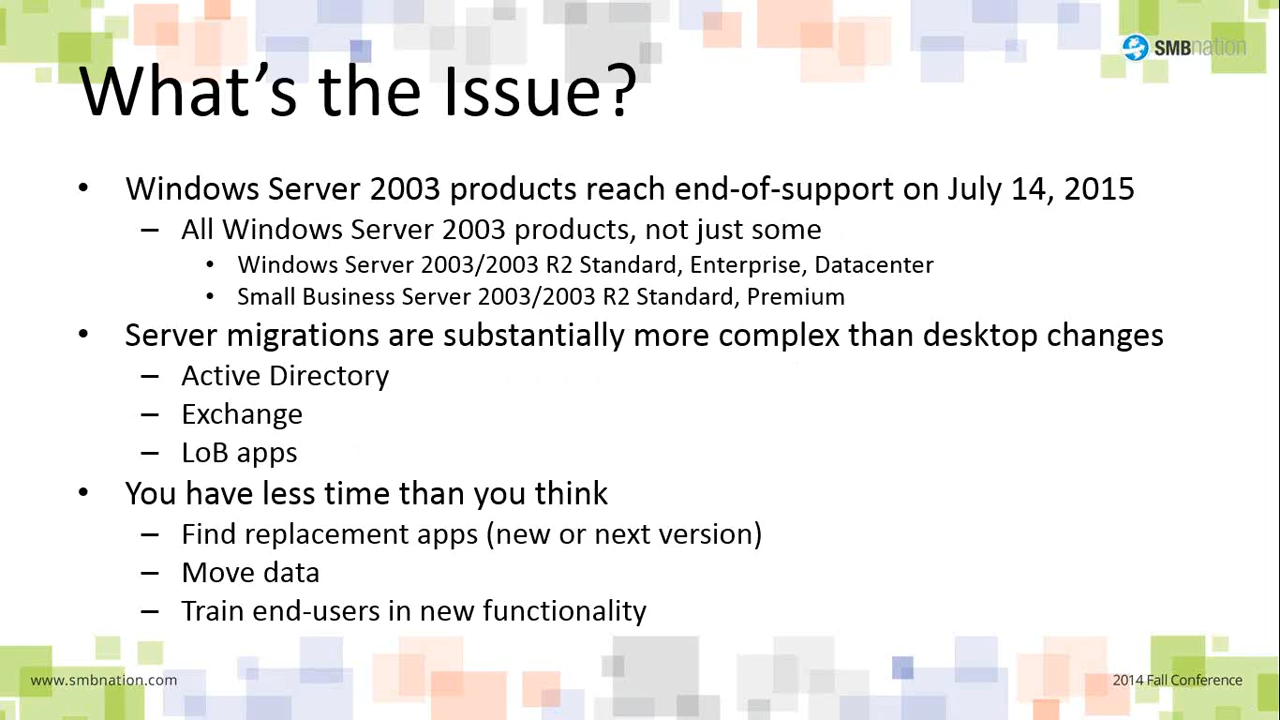 SMBnation
What's the Issue?
• Windows Server 2003 products reach end-of-support on July 14, 2015
– All Windows Server 2003 products, not just some
• Windows Server 2003/2003 R2 Standard, Enterprise, Datacenter
• Small Business Server 2003/2003 R2 Standard, Premium
• Server migrations are substantially more complex than desktop changes
– Active Directory
– Exchange
– LoB apps
• You have less time than you think
– Find replacement apps (new or next version)
– Move data
– Train end-users in new functionality
www.smbnation.com
2014 Fall Conference